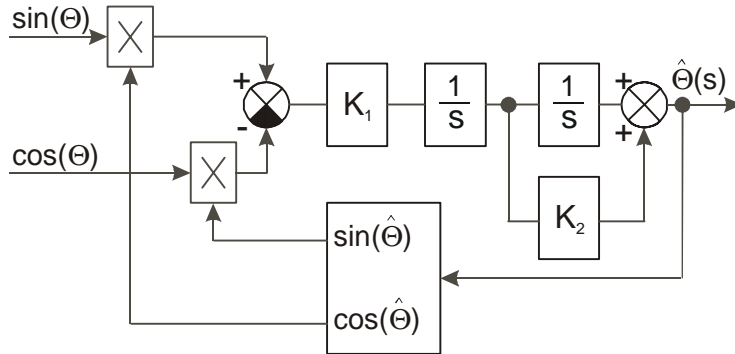 sin(Θ)
×
+
-
K₁
1
s
1
s
+
+
Θ̂(s)
cos(Θ)
×
K₂
sin(Θ̂)
cos(Θ̂)